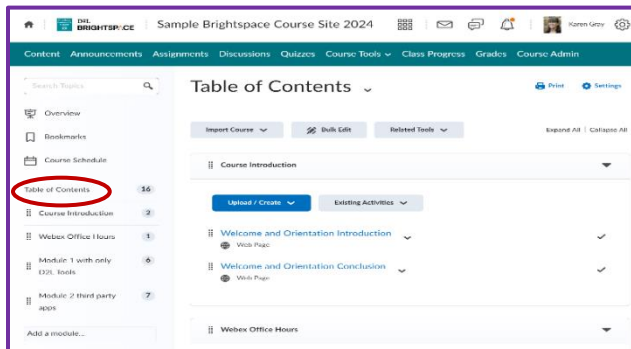 D2L
BRIGHTSPACE
Sample Brightspace Course Site 2024
Karen Gray
Content Announcements Assignments Discussions Quizzes Course Tools Class Progress Grades Course Admin
Search Topics
Table of Contents
Print
Settings
Overview
Bookmarks
Import Course
Bulk Edit
Related Tools
Expand All | Collapse All
Course Schedule
Course Introduction
Table of Contents 16
Upload / Create
Existing Activities
Course Introduction 2
Welcome and Orientation Introduction
Web Page
Webex Office Hours 1
Welcome and Orientation Conclusion
Web Page
Module 1 with only 6
D2L Tools
Module 2 third party 7
apps
Add a module...
Webex Office Hours